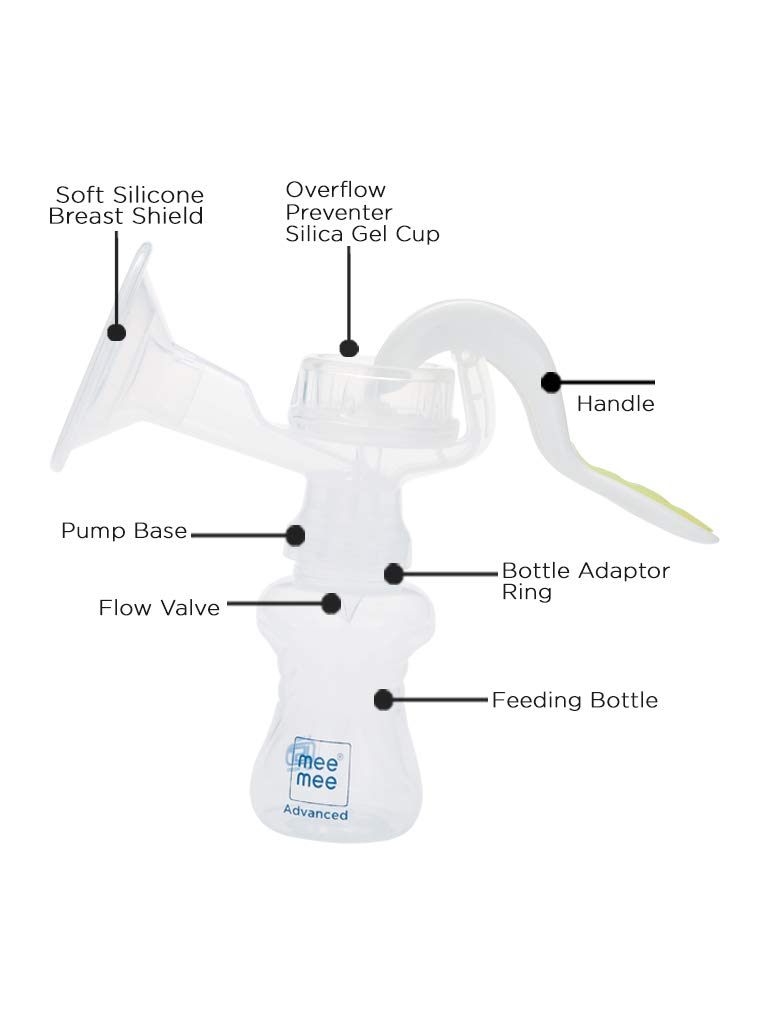 Soft Silicone
Breast Shield
Overflow
Preventer
Silica Gel Cup
Handle
Pump Base
Bottle Adaptor
Ring
Flow Valve
Feeding Bottle
mee®
mee
Advanced